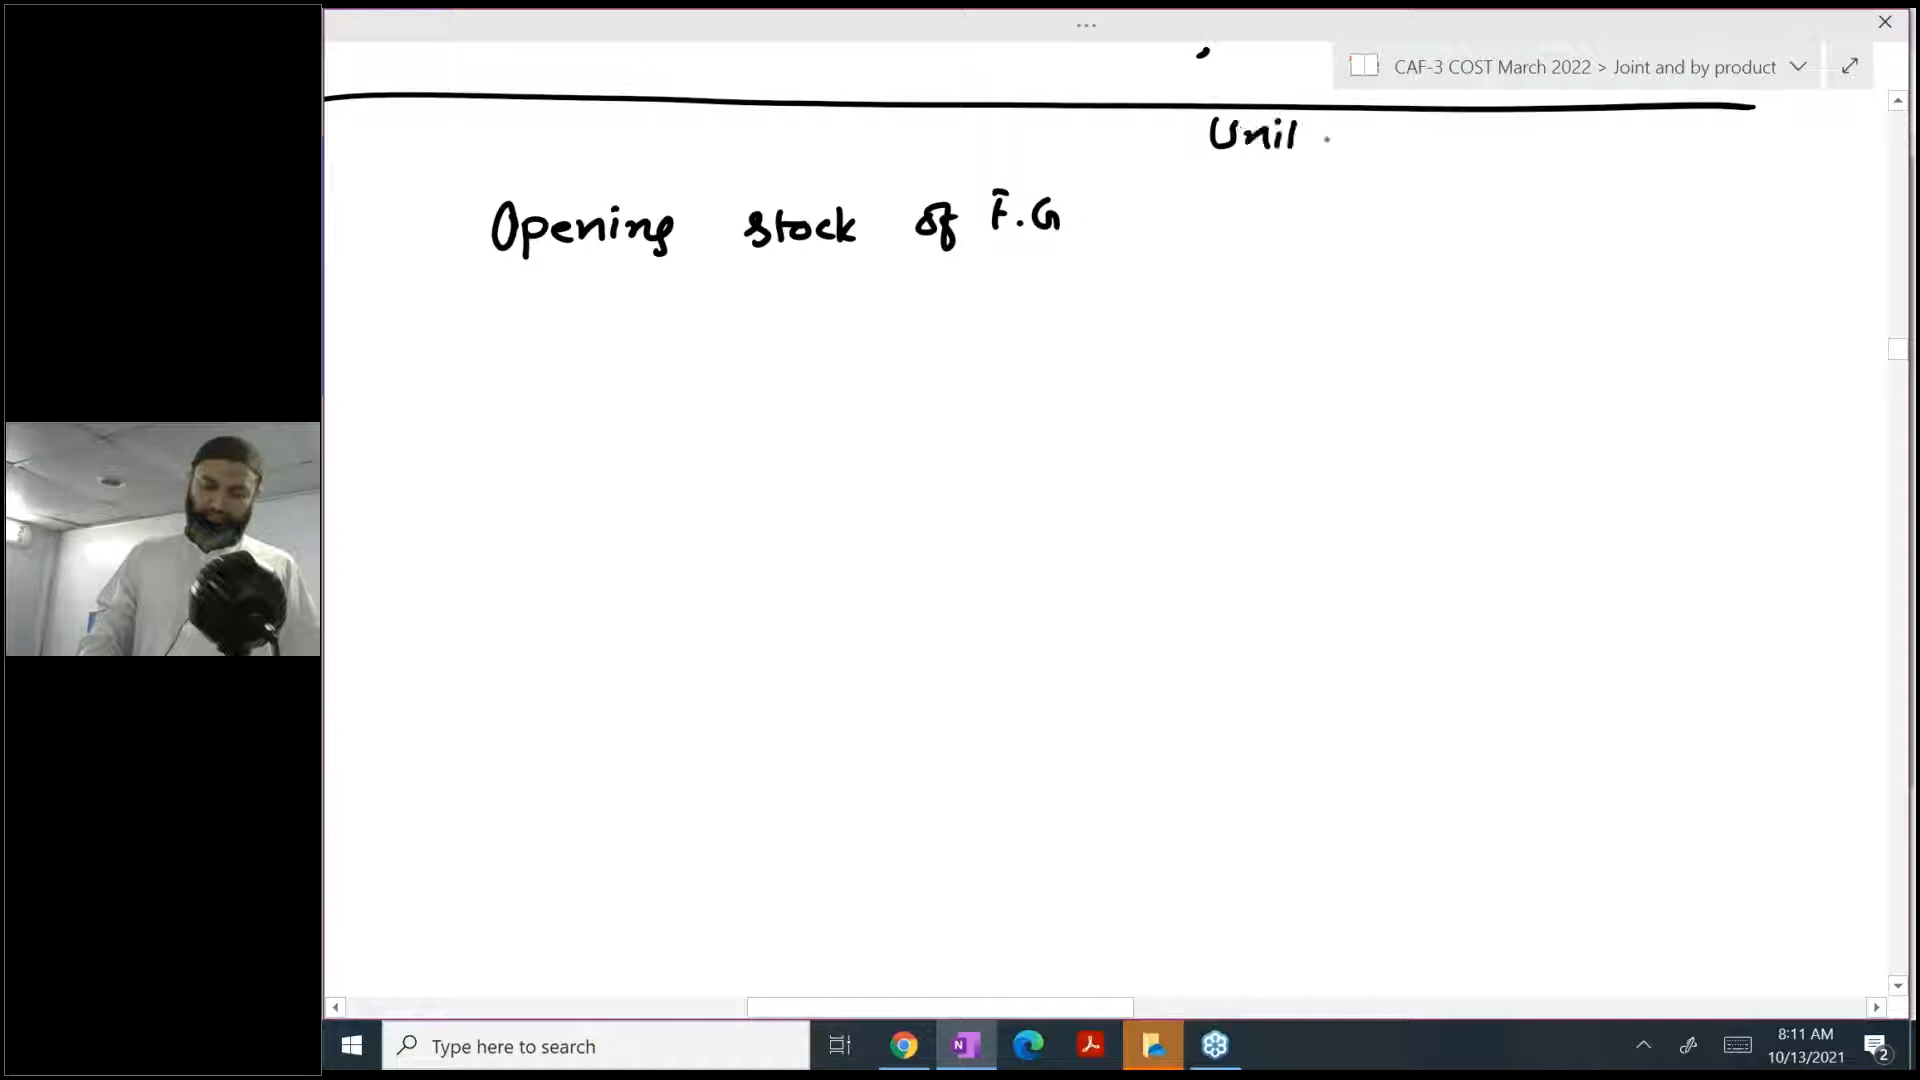 CAF-3 COST March 2022 > Joint and by product
Unil
Opening stock of F.G
N
Type here to search
8:11 AM
10/13/2021
2